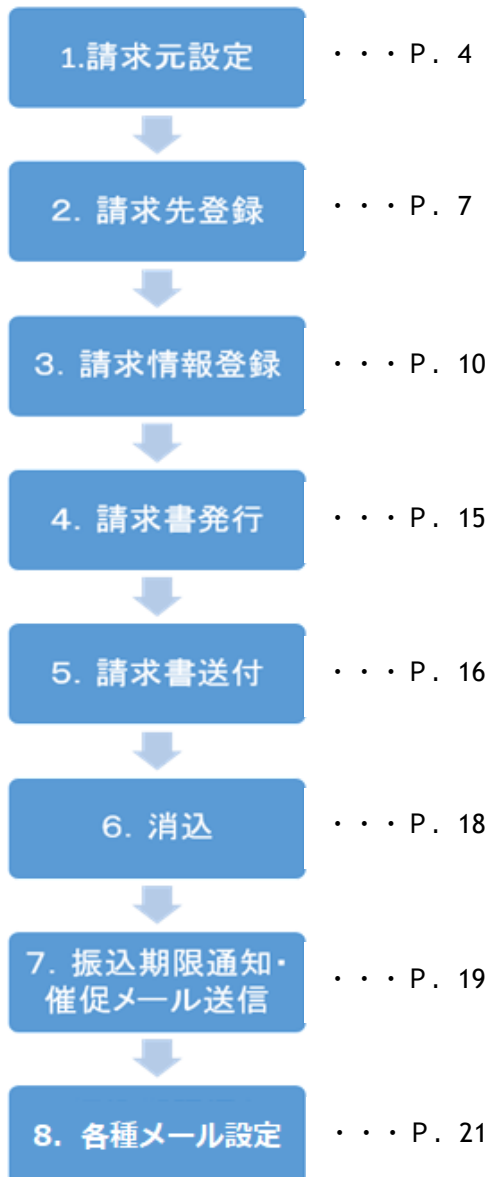 1.請求元設定 ・・・P. 4
2. 請求先登録 ・・・P. 7
3. 請求情報登録 ・・・P. 10
4. 請求書発行 ・・・P. 15
5. 請求書送付 ・・・P. 16
6. 消込 ・・・P. 18
7. 振込期限通知・
催促メール送信 ・・・P. 19
8. 各種メール設定 ・・・P. 21